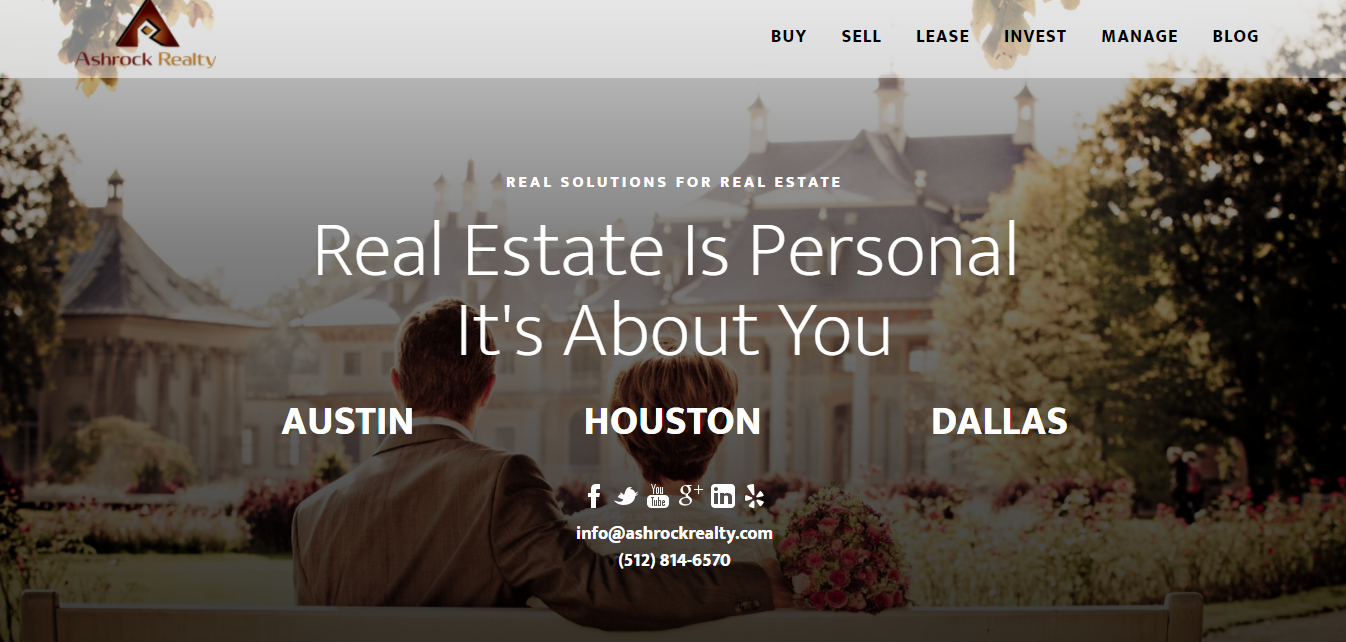 Ashrock Realty
BUY SELL LEASE INVEST MANAGE BLOG
REAL SOLUTIONS FOR REAL ESTATE
Real Estate Is Personal
It's About You
AUSTIN HOUSTON DALLAS
f You Tube g+ in
info@ashrockrealty.com
(512) 814-6570